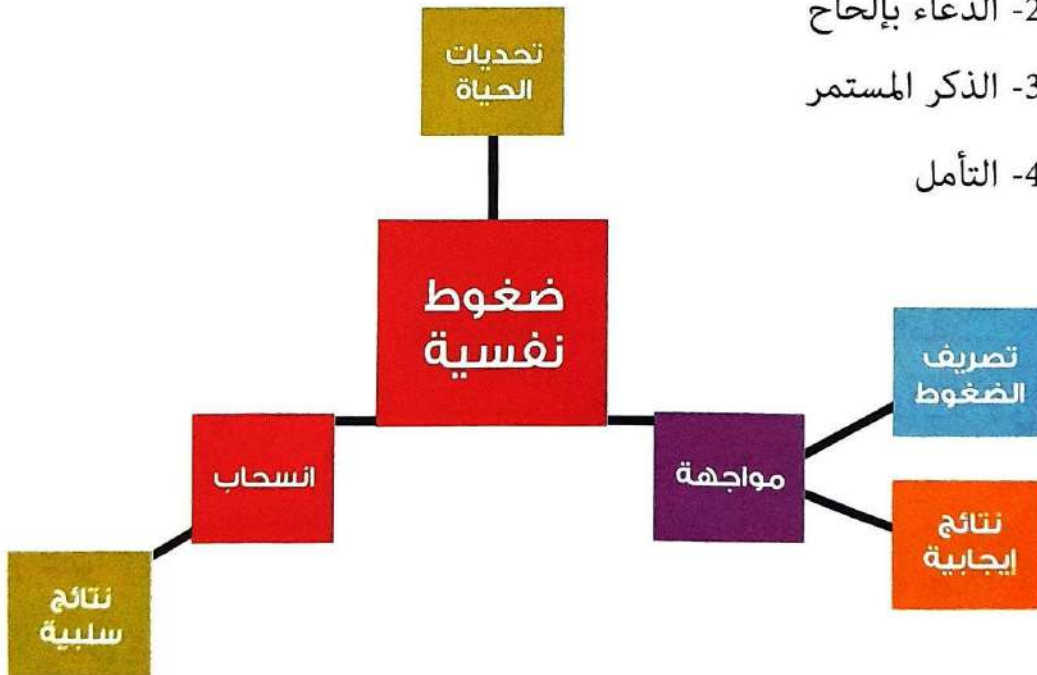 2- الدعاء بإلحاح
3- الذكر المستمر
4- التأمل
تحديات
الحياة
ضغوط
نفسية
تصريف
الضغوط
مواجهة
انسحاب
نتائج
إيجابية
نتائج
سلبية